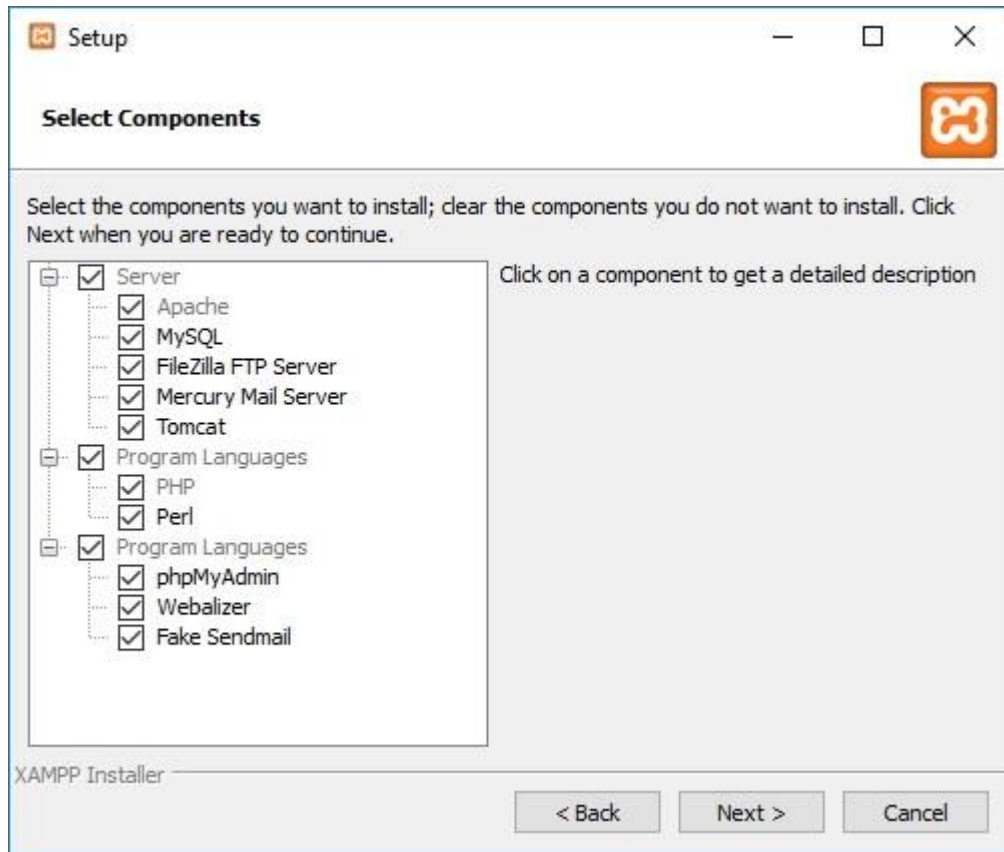 Setup
Select Components
Select the components you want to install; clear the components you do not want to install. Click
Next when you are ready to continue.
Server
Apache
MySQL
FileZilla FTP Server
Mercury Mail Server
Tomcat
Program Languages
PHP
Perl
Program Languages
phpMyAdmin
Webalizer
Fake Sendmail
Click on a component to get a detailed description
XAMPP Installer
< Back
Next >
Cancel